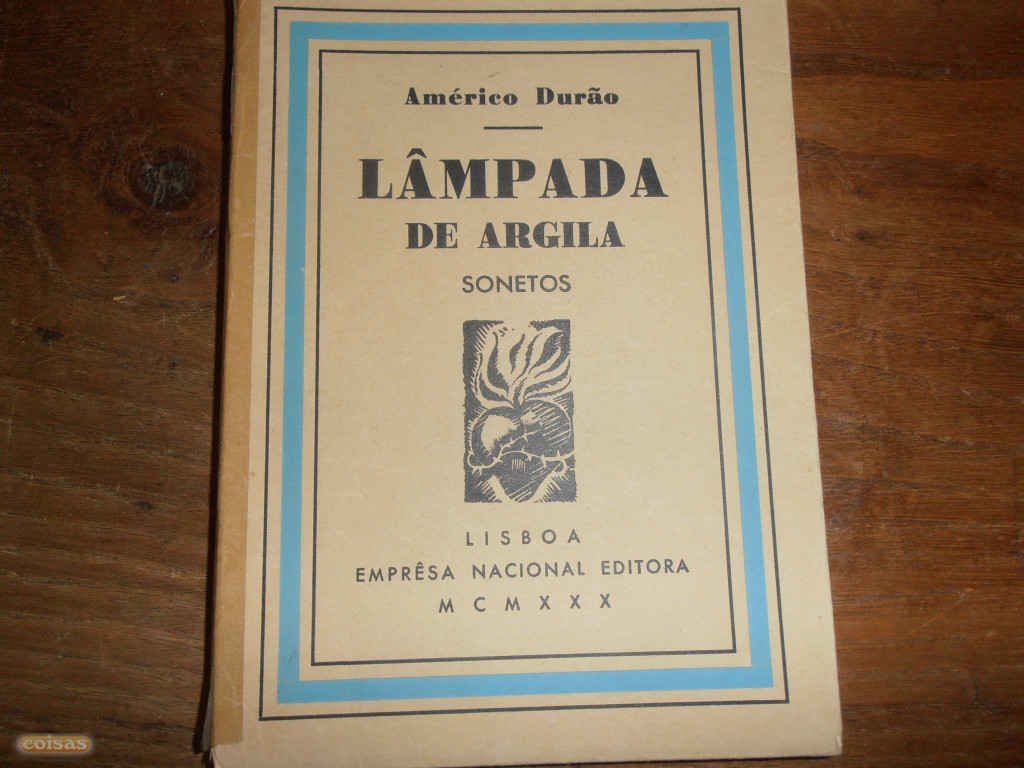 Américo Durão
LÂMPADA
DE ARGILA
SONETOS
LISBOA
EMPRÊSA NACIONAL EDITORA
MCMXXX
coisas